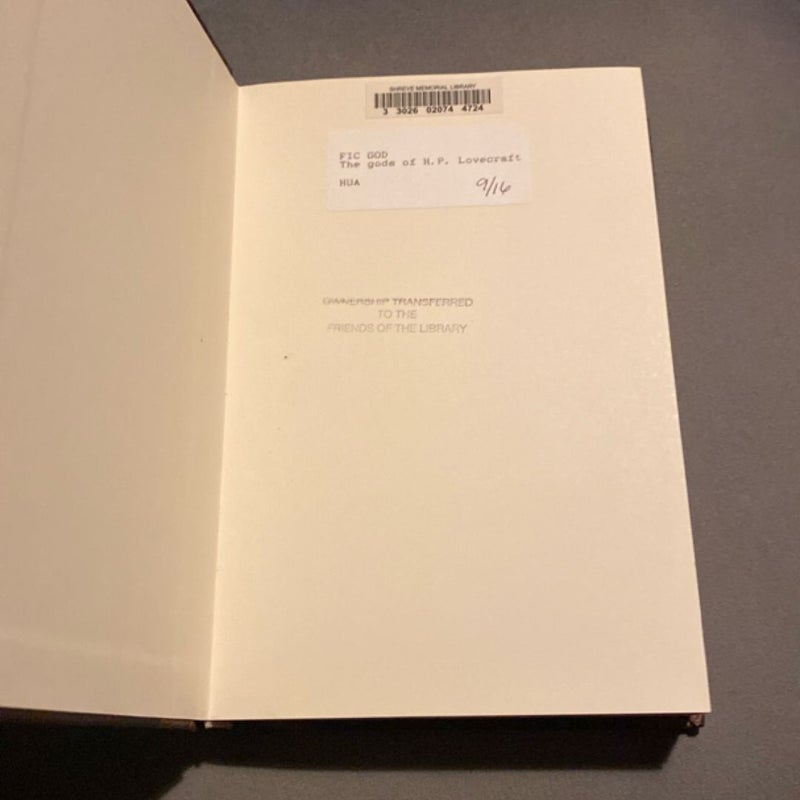 SHREVE MEMORIAL LIBRARY
3 3026 02074 4724
FIC GOD
The gods of H.P. Lovecraft
HUA 9/16
OWNERSHIP TRANSFERRED
TO THE
FRIENDS OF THE LIBRARY